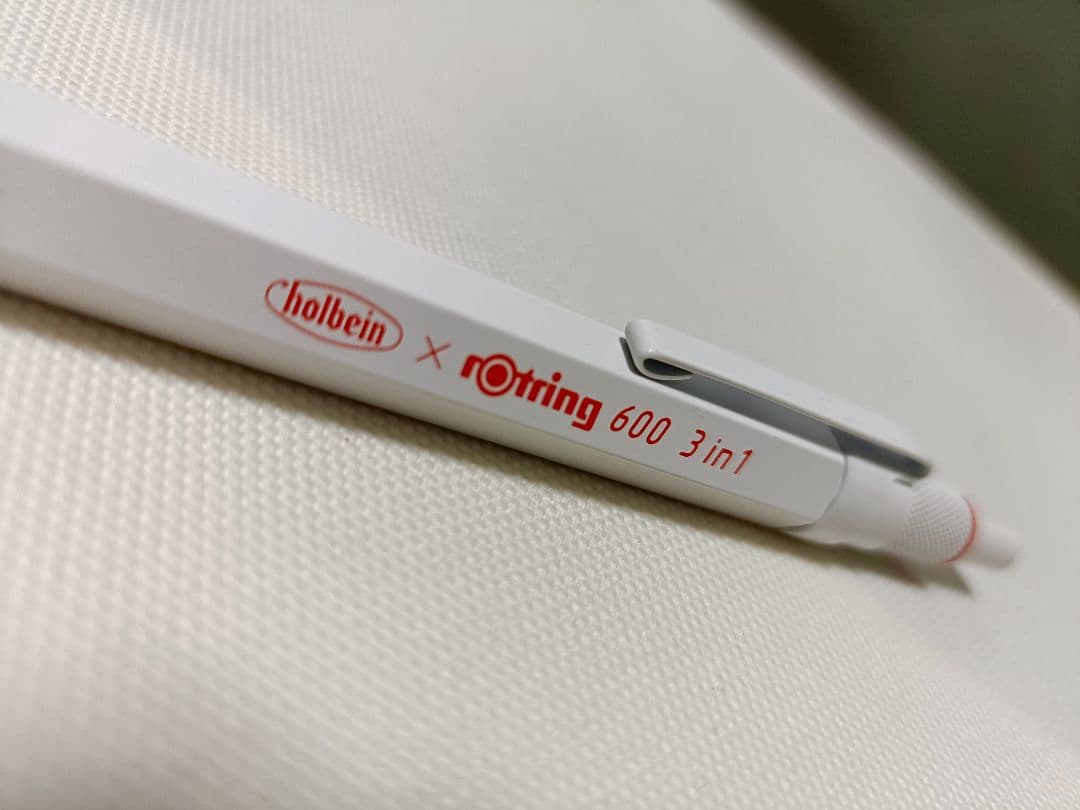 holbein × rotring 600 3in1